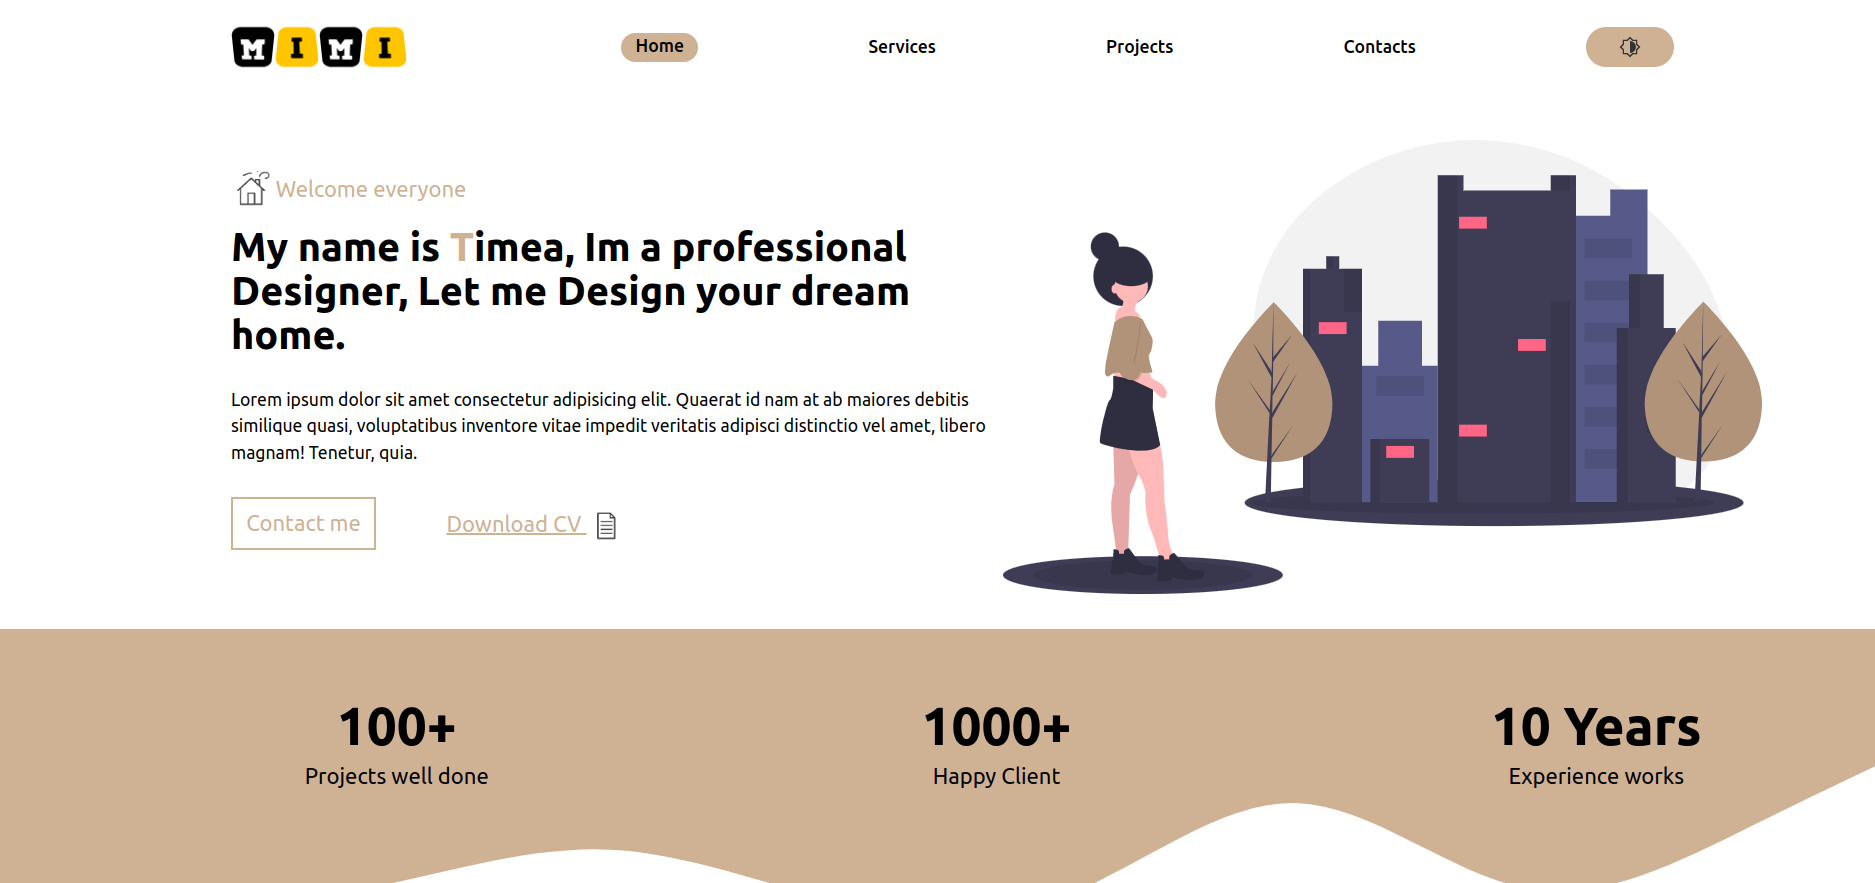 MIMI
Home
Services
Projects
Contacts
Welcome everyone
My name is Timea, Im a professional
Designer, Let me Design your dream
home.
Lorem ipsum dolor sit amet consectetur adipisicing elit. Quaerat id nam at ab maiores debitis
similique quasi, voluptatibus inventore vitae impedit veritatis adipisci distinctio vel amet, libero
magnam! Tenetur, quia.
Contact me
Download CV
100+
Projects well done
1000+
Happy Client
10 Years
Experience works